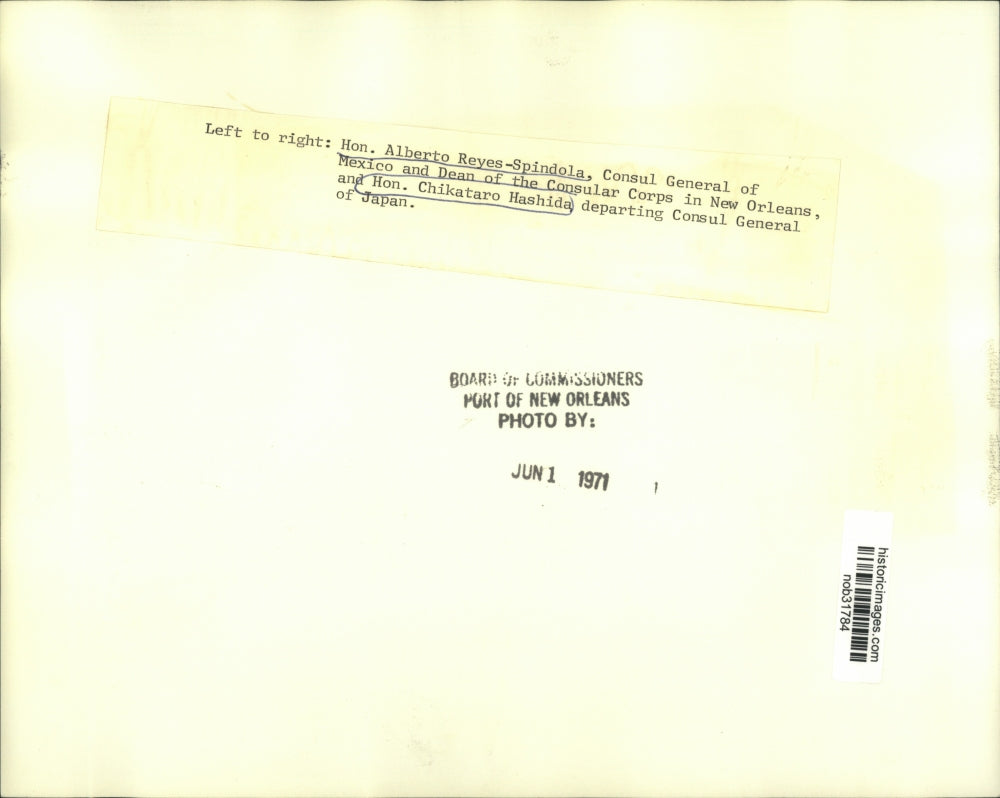 Left to right: Hon. Alberto Reyes-Spindola, Consul General of
Mexico and Dean of the Consular Corps in New Orleans,
and Hon. Chikataro Hashida, departing Consul General
of Japan.
BOARD OF COMMISSIONERS
PORT OF NEW ORLEANS
PHOTO BY:
JUN 1 1971
historicimages.com
nob31784